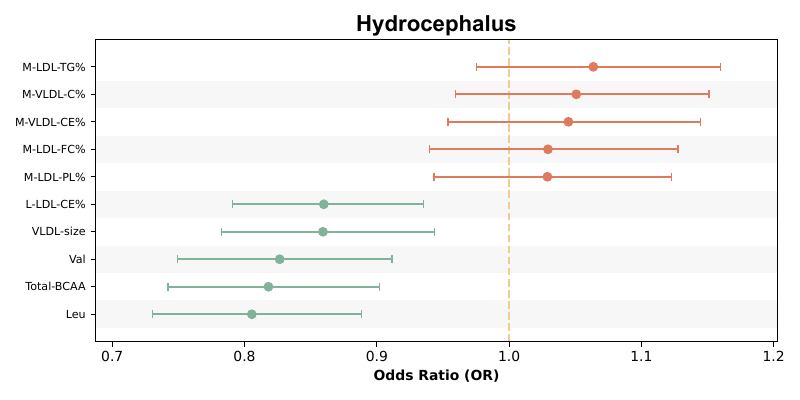 Hydrocephalus
M-LDL-TG%
M-VLDL-C%
M-VLDL-CE%
M-LDL-FC%
M-LDL-PL%
L-LDL-CE%
VLDL-size
Val
Total-BCAA
Leu
0.7 0.8 0.9 1.0 1.1 1.2
Odds Ratio (OR)